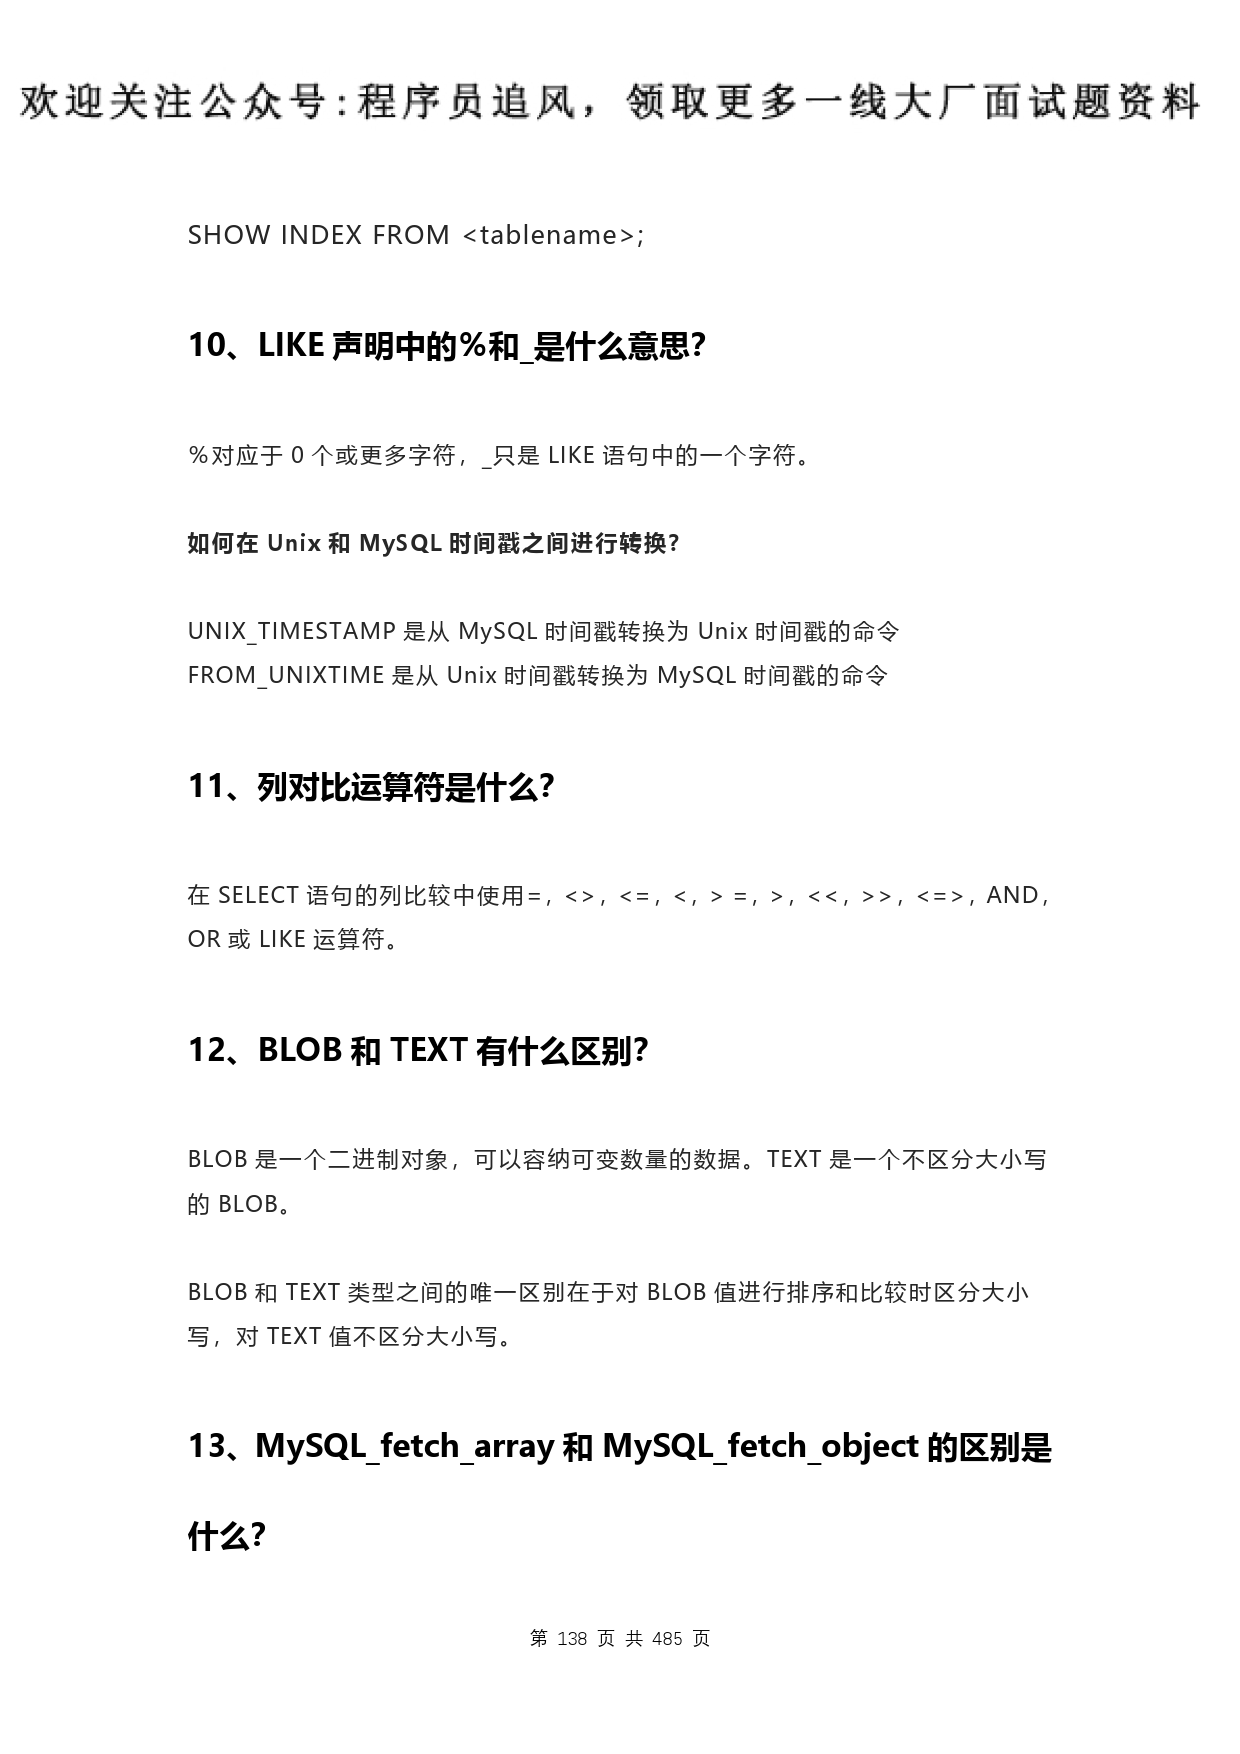 欢迎关注公众号:程序员追风，领取更多一线大厂面试题资料
SHOW INDEX FROM <tablename>;
10、LIKE 声明中的%和_是什么意思？
%对应于 0 个或更多字符，_只是 LIKE 语句中的一个字符。
如何在 Unix 和 MySQL 时间戳之间进行转换？
UNIX_TIMESTAMP 是从 MySQL 时间戳转换为 Unix 时间戳的命令
FROM_UNIXTIME 是从 Unix 时间戳转换为 MySQL 时间戳的命令
11、列对比运算符是什么？
在 SELECT 语句的列比较中使用=，<>，<=，<，> =，>，<<，>>，<=>，AND，
OR 或 LIKE 运算符。
12、BLOB 和 TEXT 有什么区别？
BLOB 是一个二进制对象，可以容纳可变数量的数据。TEXT 是一个不区分大小写
的 BLOB。
BLOB 和 TEXT 类型之间的唯一区别在于对 BLOB 值进行排序和比较时区分大小
写，对 TEXT 值不区分大小写。
13、MySQL_fetch_array 和 MySQL_fetch_object 的区别是
什么？
第 138 页 共 485 页